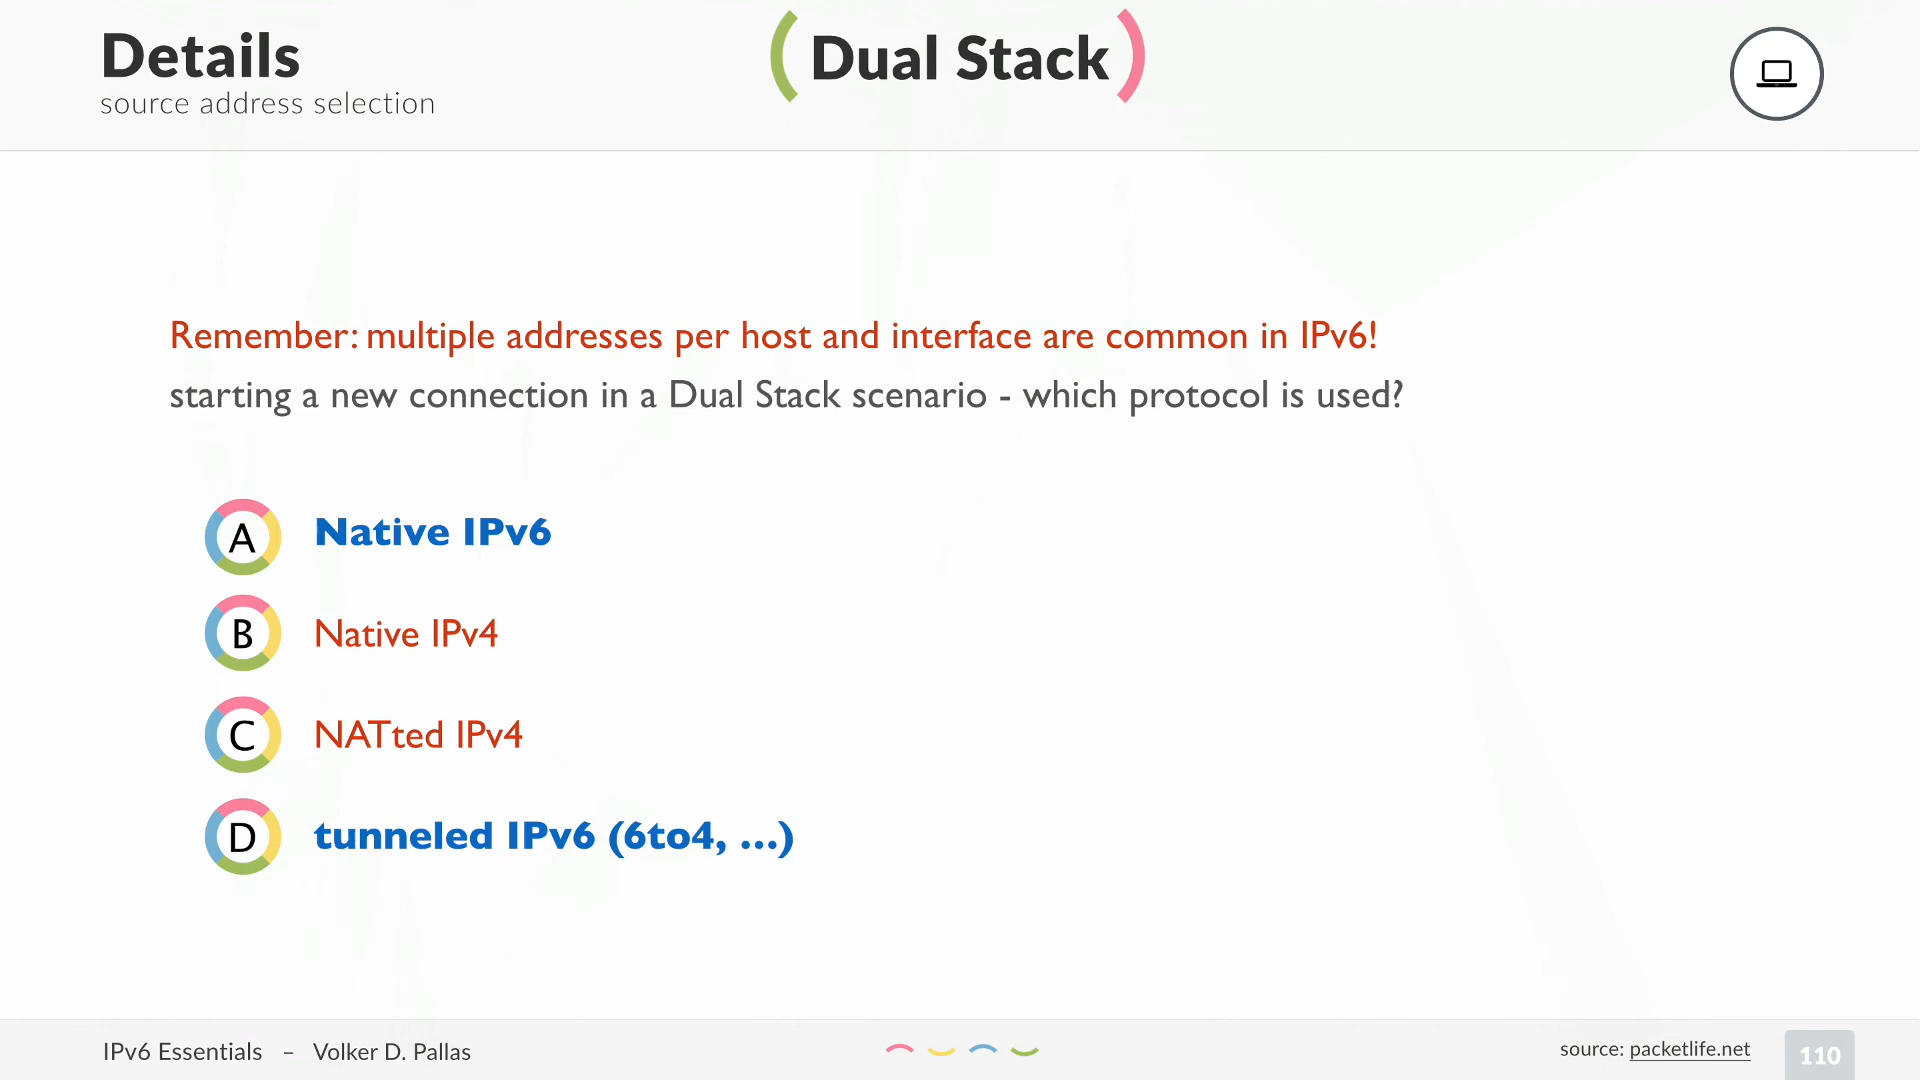 Details
source address selection
Dual Stack
Remember: multiple addresses per host and interface are common in IPv6!
starting a new connection in a Dual Stack scenario - which protocol is used?
A Native IPv6
B Native IPv4
C NATted IPv4
D tunneled IPv6 (6to4, ...)
IPv6 Essentials – Volker D. Pallas
source: packetlife.net
110